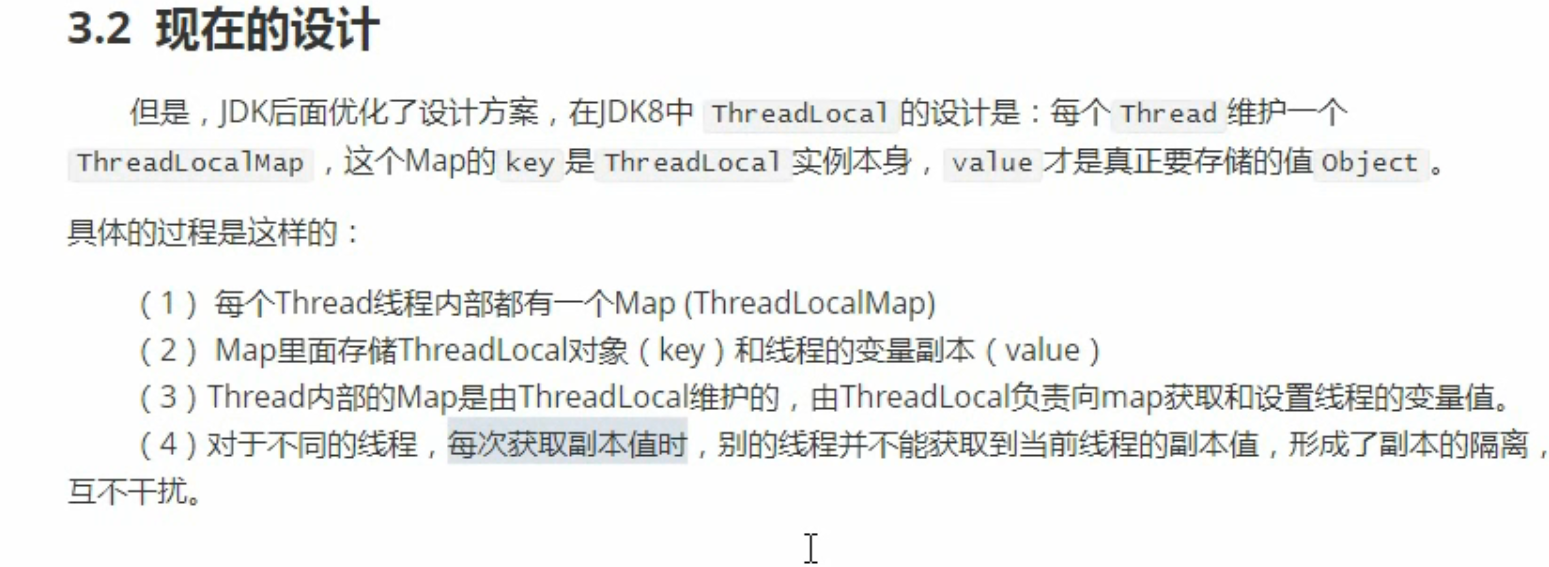 3.2 现在的设计
但是，JDK后面优化了设计方案，在JDK8中 ThreadLocal 的设计是：每个 Thread 维护一个
ThreadLocalMap ，这个Map的 key 是 ThreadLocal 实例本身， value 才是真正要存储的值 Object 。
具体的过程是这样的：
（1） 每个Thread线程内部都有一个Map (ThreadLocalMap)
（2） Map里面存储ThreadLocal对象（key）和线程的变量副本（value）
（3）Thread内部的Map是由ThreadLocal维护的，由ThreadLocal负责向map获取和设置线程的变量值。
（4）对于不同的线程，每次获取副本值时，别的线程并不能获取到当前线程的副本值，形成了副本的隔离，
互不干扰。